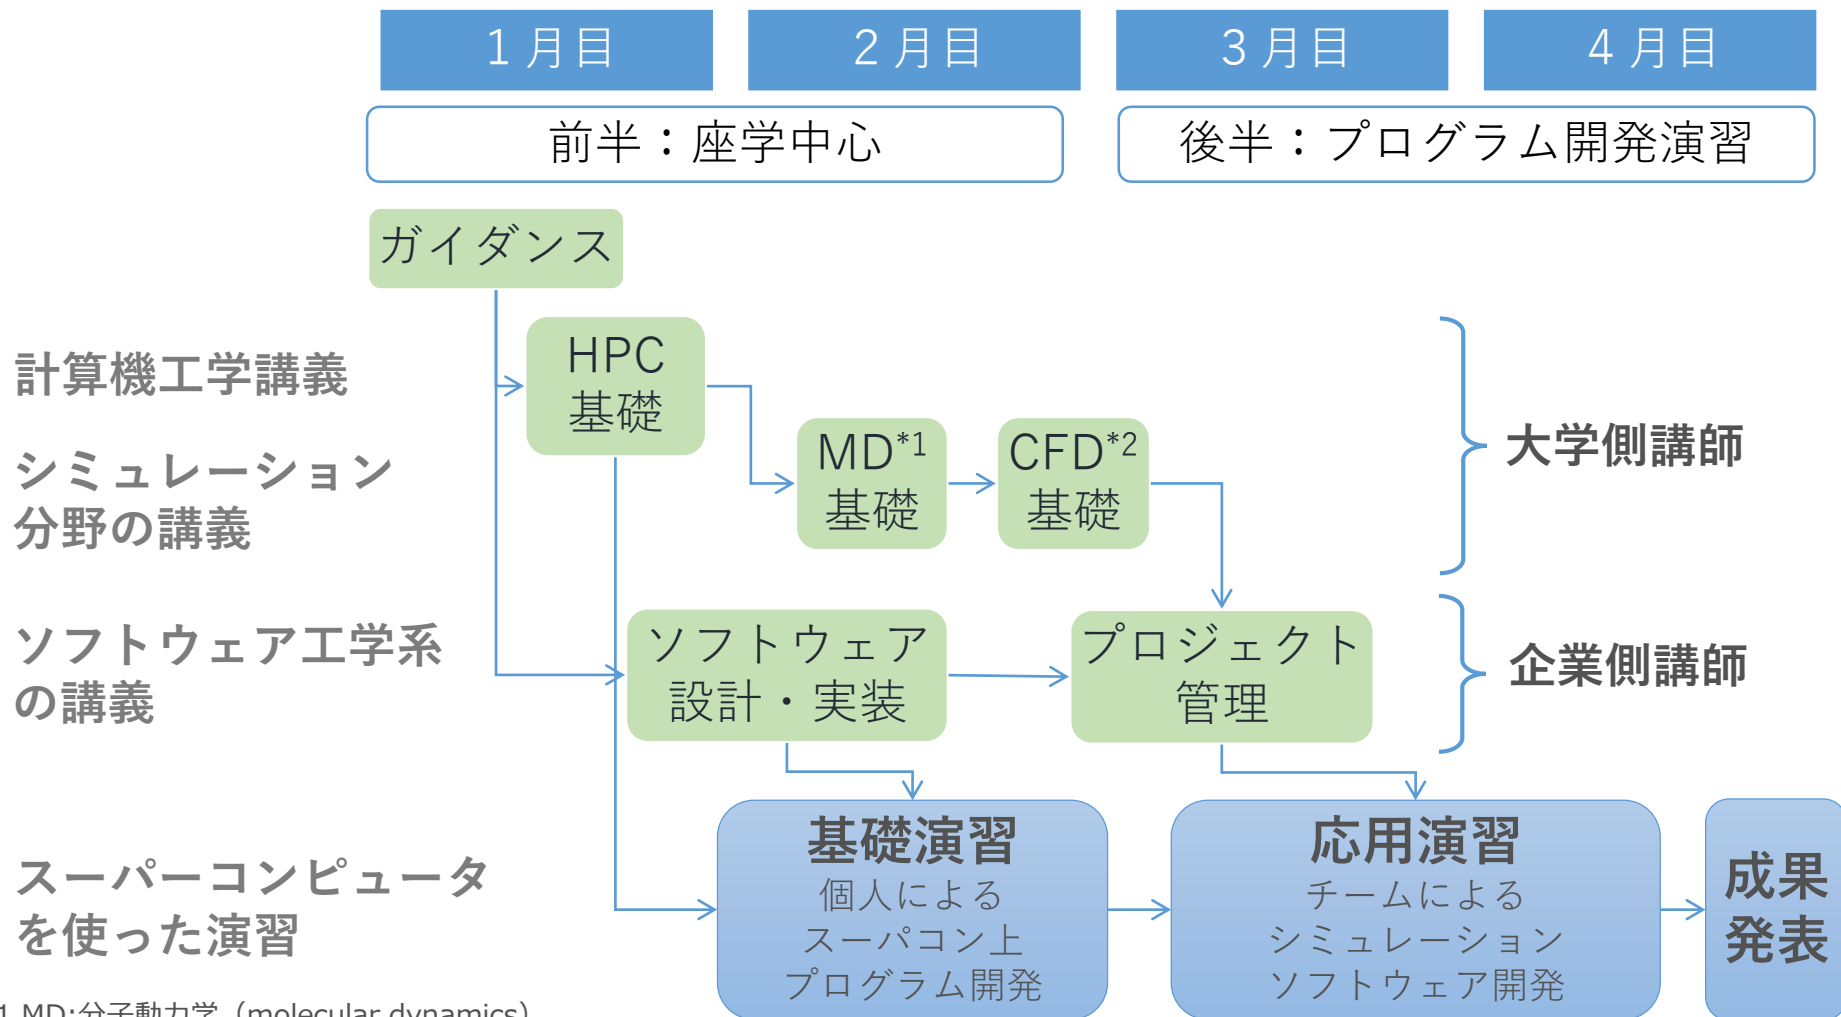 1月目
2月目
3月目
4月目
前半：座学中心
後半：プログラム開発演習
ガイダンス
計算機工学講義
HPC
基礎
シミュレーション
分野の講義
MD*1
基礎
CFD*2
基礎
大学側講師
ソフトウェア工学系
の講義
ソフトウェア
設計・実装
プロジェクト
管理
企業側講師
スーパーコンピュータ
を使った演習
基礎演習
個人による
スーパコン上
プログラム開発
応用演習
チームによる
シミュレーション
ソフトウェア開発
成果
発表
1 MD:分子動力学（molecular dynamics）